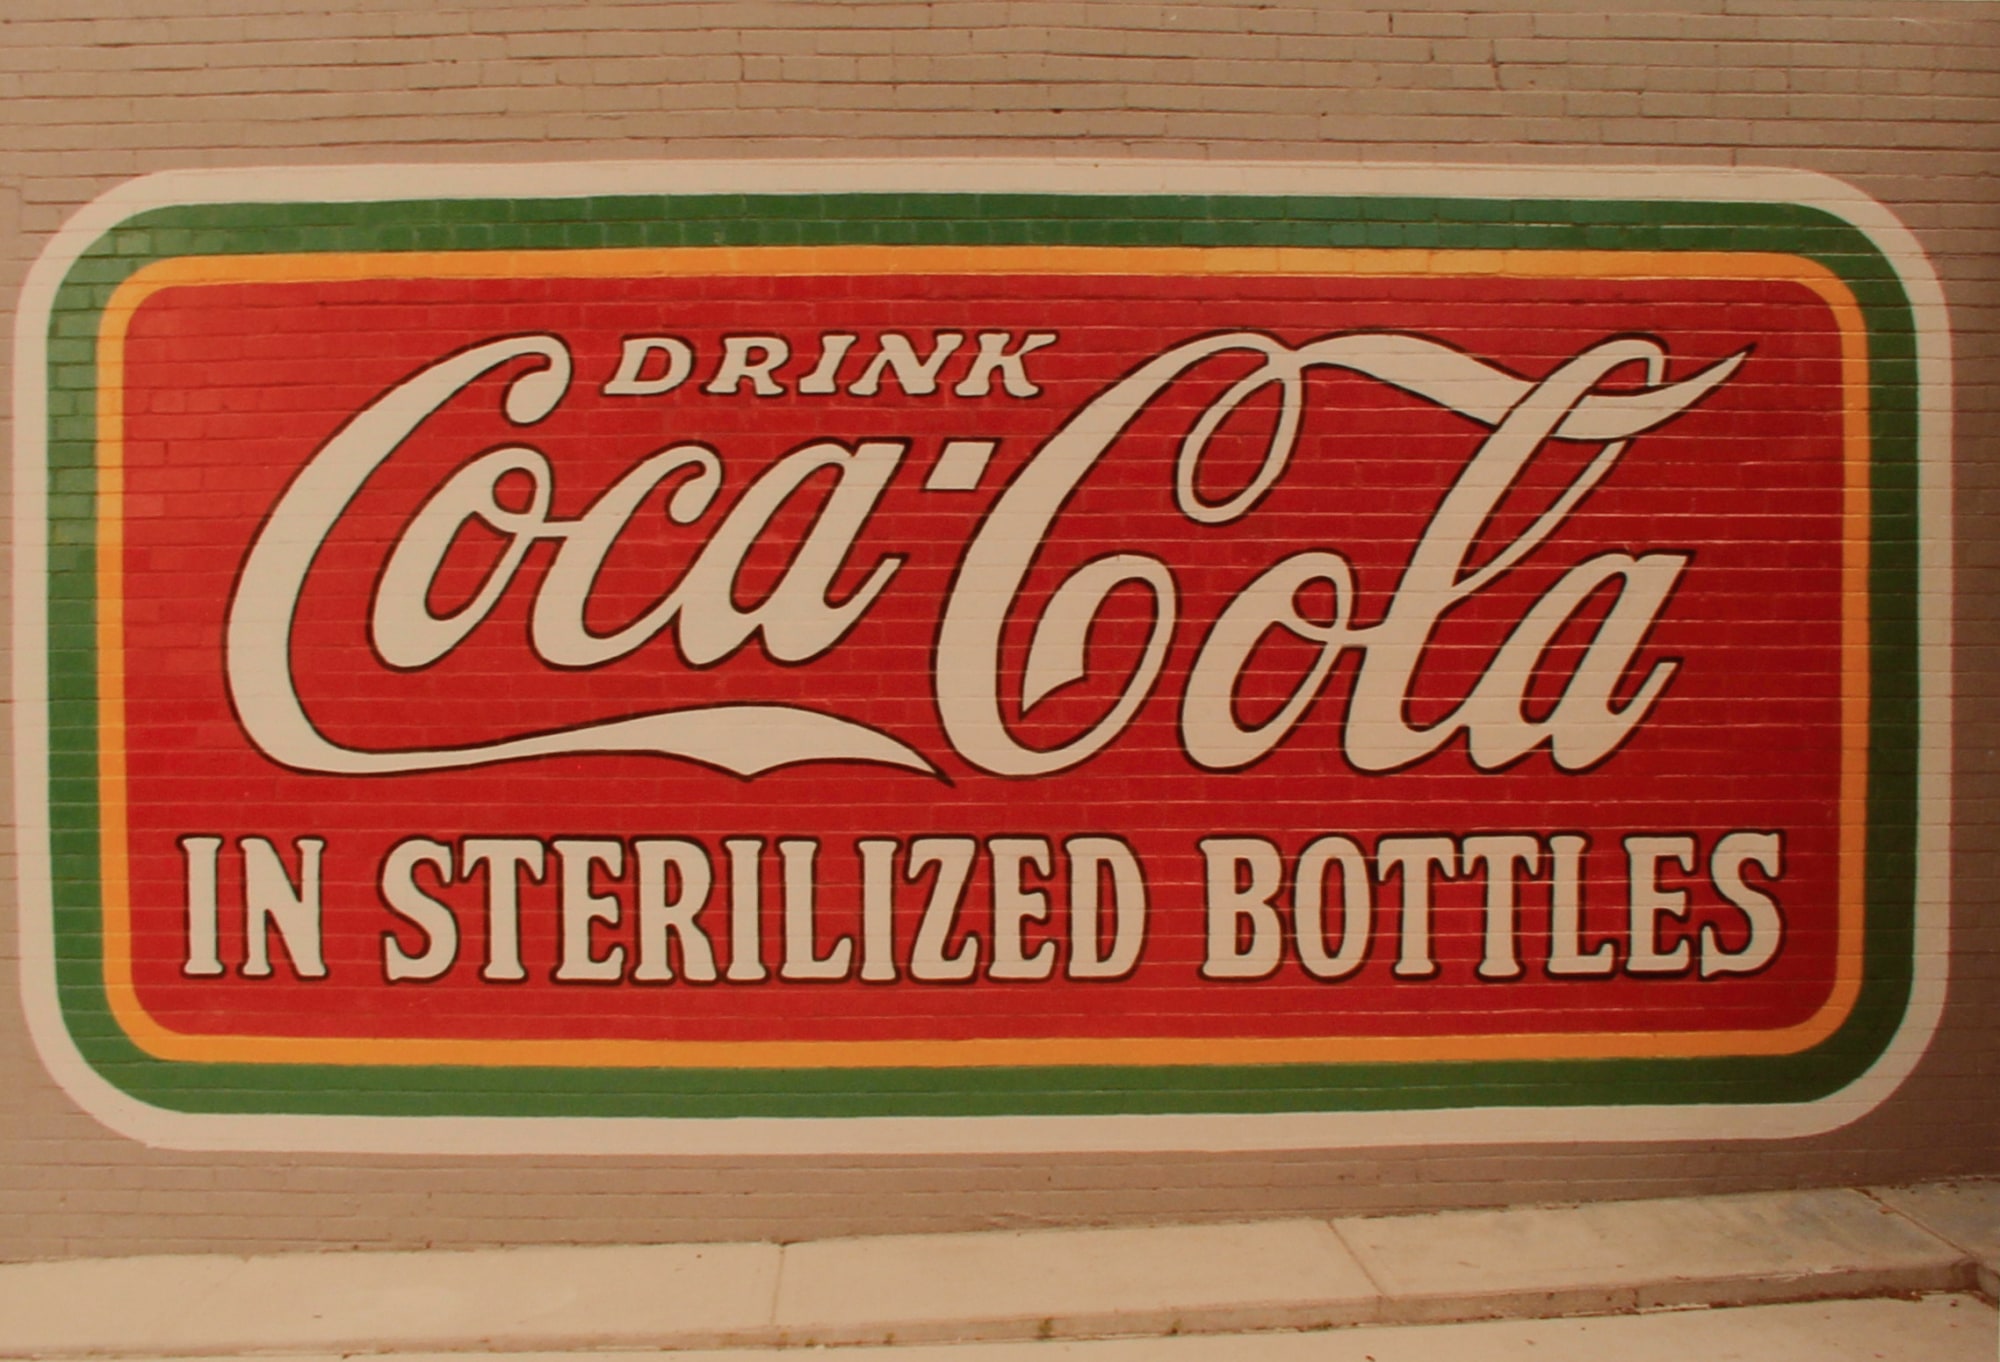 DRINK
Coca-Cola
IN STERILIZED BOTTLES